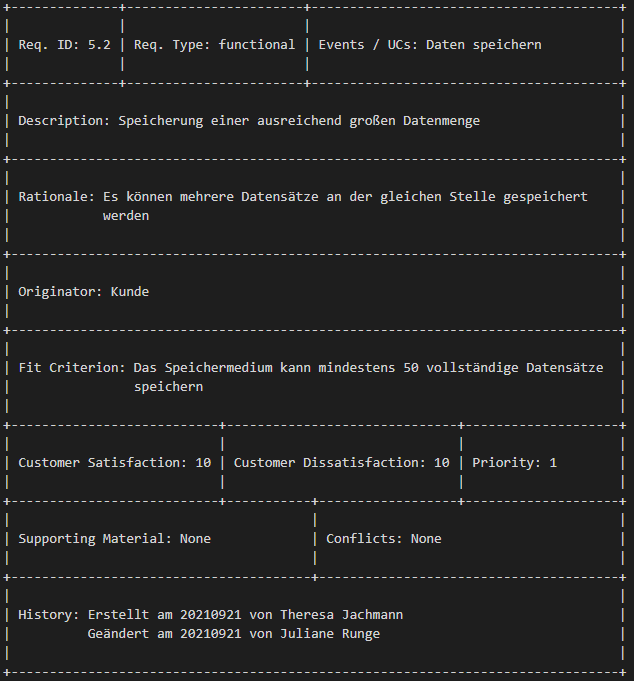 Req. ID: 5.2 | Req. Type: functional | Events / UCs: Daten speichern
Description: Speicherung einer ausreichend großen Datenmenge
Rationale: Es können mehrere Datensätze an der gleichen Stelle gespeichert
werden
Originator: Kunde
Fit Criterion: Das Speichermedium kann mindestens 50 vollständige Datensätze
speichern
Customer Satisfaction: 10 | Customer Dissatisfaction: 10 | Priority: 1
Supporting Material: None | Conflicts: None
History: Erstellt am 20210921 von Theresa Jachmann
Geändert am 20210921 von Juliane Runge